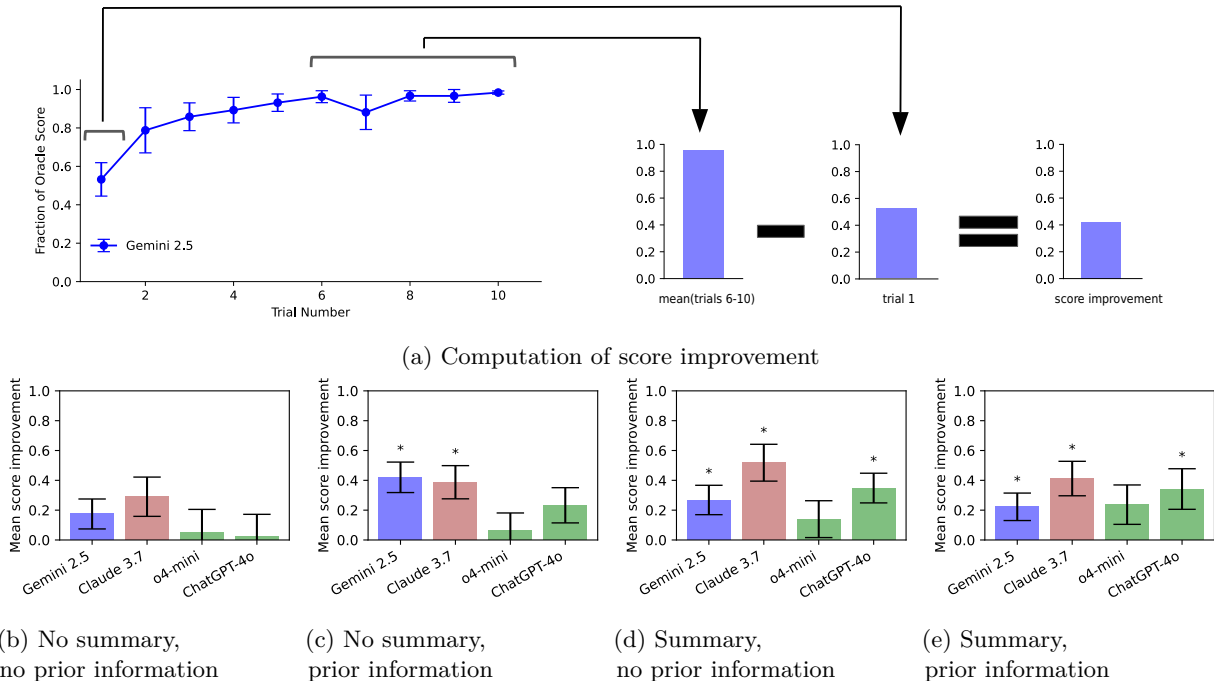 Fraction of Oracle Score
1.0
0.8
0.6
0.4
0.2
0.0
Gemini 2.5
2 4 6 8 10
Trial Number
1.0
0.8
0.6
0.4
0.2
0.0
mean(trials 6-10)
1.0
0.8
0.6
0.4
0.2
0.0
trial 1
1.0
0.8
0.6
0.4
0.2
0.0
score improvement
(a) Computation of score improvement
Mean score improvement
1.0
0.8
0.6
0.4
0.2
0.0
Gemini 2.5
Claude 3.7
o4-mini
ChatGPT-4o
(b) No summary,
no prior information
Mean score improvement
1.0
0.8
0.6
0.4
0.2
0.0
* *
Gemini 2.5
Claude 3.7
o4-mini
ChatGPT-4o
(c) No summary,
prior information
Mean score improvement
1.0
0.8
0.6
0.4
0.2
0.0
* * *
Gemini 2.5
Claude 3.7
o4-mini
ChatGPT-4o
(d) Summary,
no prior information
Mean score improvement
1.0
0.8
0.6
0.4
0.2
0.0
* * *
Gemini 2.5
Claude 3.7
o4-mini
ChatGPT-4o
(e) Summary,
prior information